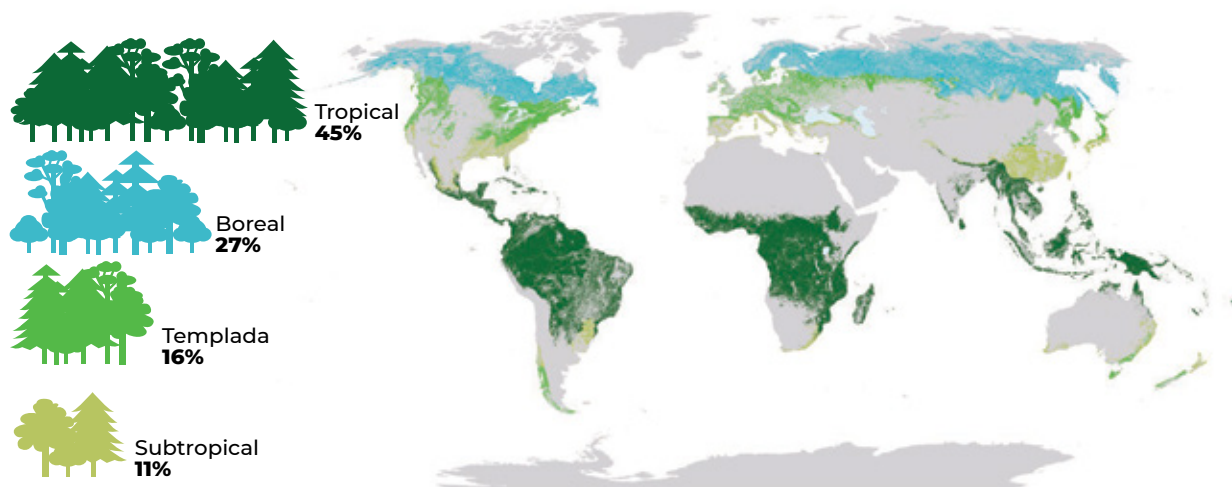 Tropical
45%
Boreal
27%
Templada
16%
Subtropical
11%